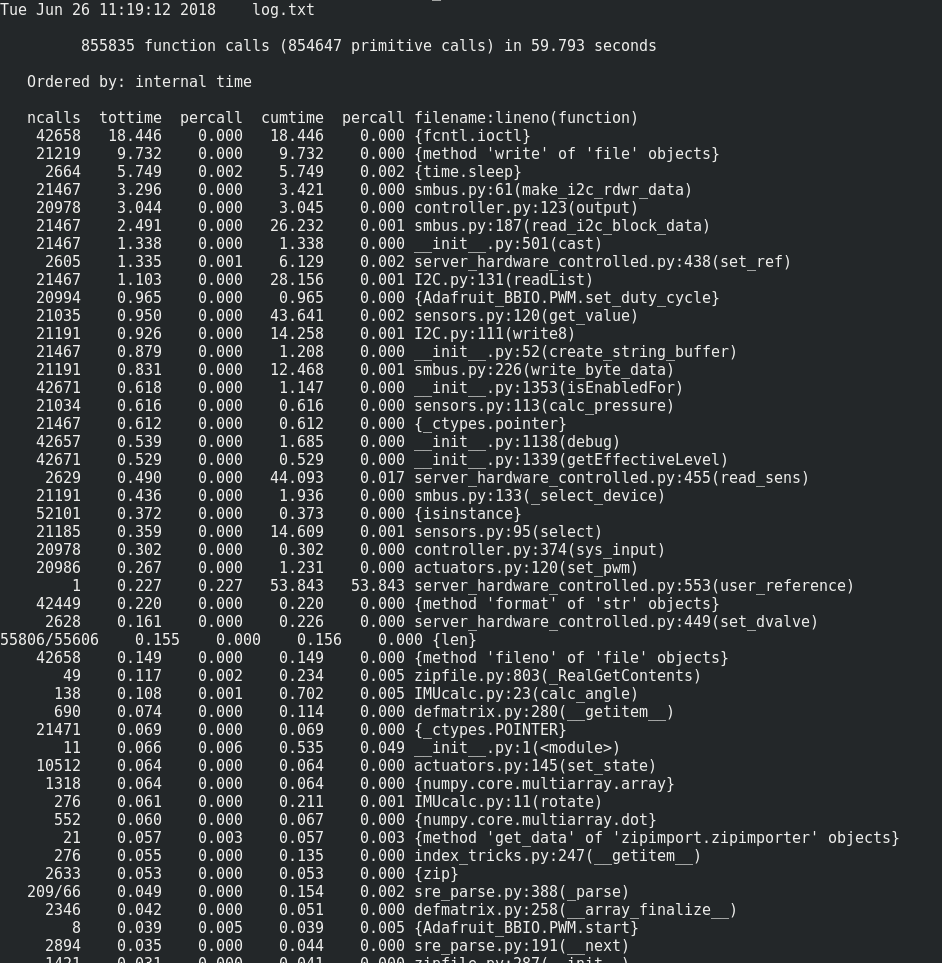 Tue Jun 26 11:19:12 2018    log.txt
         855835 function calls (854647 primitive calls) in 59.793 seconds
   Ordered by: internal time
   ncalls  tottime  percall  cumtime  percall filename:lineno(function)
    42658   18.446    0.000   18.446    0.000 {fcntl.ioctl}
    21219    9.732    0.000    9.732    0.000 {method 'write' of 'file' objects}
     2664    5.749    0.002    5.749    0.002 {time.sleep}
    21467    3.296    0.000    3.421    0.000 smbus.py:61(make_i2c_rdwr_data)
    20978    3.044    0.000    3.045    0.000 controller.py:123(output)
    21467    2.491    0.000   26.232    0.001 smbus.py:187(read_i2c_block_data)
    21467    1.338    0.000    1.338    0.000 __init__.py:501(cast)
     2605    1.335    0.001    6.129    0.002 server_hardware_controlled.py:438(set_ref)
    21467    1.103    0.000   28.156    0.001 I2C.py:131(readList)
    20994    0.965    0.000    0.965    0.000 {Adafruit_BBIO.PWM.set_duty_cycle}
    21035    0.950    0.000   43.641    0.002 sensors.py:120(get_value)
    21191    0.926    0.000   14.258    0.001 I2C.py:111(write8)
    21467    0.879    0.000    1.208    0.000 __init__.py:52(create_string_buffer)
    21191    0.831    0.000   12.468    0.001 smbus.py:226(write_byte_data)
    42671    0.618    0.000    1.147    0.000 __init__.py:1353(isEnabledFor)
    21034    0.616    0.000    0.616    0.000 sensors.py:113(calc_pressure)
    21467    0.612    0.000    0.612    0.000 {_ctypes.pointer}
    42657    0.539    0.000    1.685    0.000 __init__.py:1138(debug)
    42671    0.529    0.000    0.529    0.000 __init__.py:1339(getEffectiveLevel)
     2629    0.490    0.000   44.093    0.017 server_hardware_controlled.py:455(read_sens)
    21191    0.436    0.000    1.936    0.000 smbus.py:133(_select_device)
    52101    0.372    0.000    0.373    0.000 {isinstance}
    21185    0.359    0.000   14.609    0.001 sensors.py:95(select)
    20978    0.302    0.000    0.302    0.000 controller.py:374(sys_input)
    20986    0.267    0.000    1.231    0.000 actuators.py:120(set_pwm)
        1    0.227    0.227   53.843   53.843 server_hardware_controlled.py:553(user_reference)
    42449    0.220    0.000    0.220    0.000 {method 'format' of 'str' objects}
     2628    0.161    0.000    0.226    0.000 server_hardware_controlled.py:449(set_dvalve)
55806/55606    0.155    0.000    0.156    0.000 {len}
    42658    0.149    0.000    0.149    0.000 {method 'fileno' of 'file' objects}
       49    0.117    0.002    0.234    0.005 zipfile.py:803(_RealGetContents)
      138    0.108    0.001    0.702    0.005 IMUcalc.py:23(calc_angle)
      690    0.074    0.000    0.114    0.000 defmatrix.py:280(__getitem__)
    21471    0.069    0.000    0.069    0.000 {_ctypes.POINTER}
       11    0.066    0.006    0.535    0.049 __init__.py:1(<module>)
    10512    0.064    0.000    0.064    0.000 actuators.py:145(set_state)
     1318    0.064    0.000    0.064    0.000 {numpy.core.multiarray.array}
      276    0.061    0.000    0.211    0.001 IMUcalc.py:11(rotate)
      552    0.060    0.000    0.067    0.000 {numpy.core.multiarray.dot}
       21    0.057    0.003    0.057    0.003 {method 'get_data' of 'zipimport.zipimporter' objects}
      276    0.055    0.000    0.135    0.000 index_tricks.py:247(__getitem__)
     2633    0.053    0.000    0.053    0.000 {zip}
   209/66    0.049    0.000    0.154    0.002 sre_parse.py:388(_parse)
     2346    0.042    0.000    0.051    0.000 defmatrix.py:258(__array_finalize__)
        8    0.039    0.005    0.039    0.005 {Adafruit_BBIO.PWM.start}
     2894    0.035    0.000    0.044    0.000 sre_parse.py:191(__next)
     1421    0.031    0.000    0.041    0.000 zipfile.py:287(__init__)